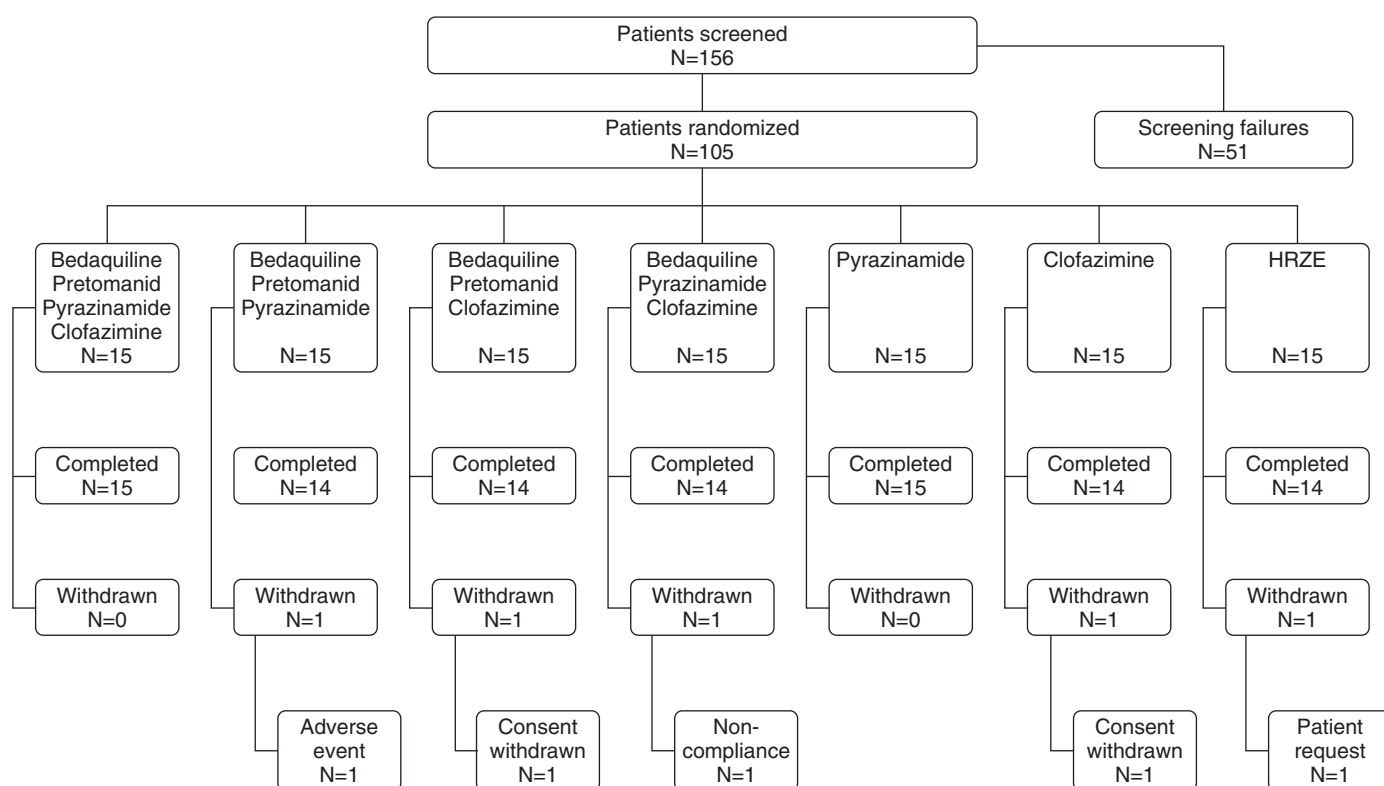 Patients screened
N=156
Patients randomized
N=105
Screening failures
N=51
Bedaquiline
Pretomanid
Pyrazinamide
Clofazimine
N=15
Bedaquiline
Pretomanid
Pyrazinamide
N=15
Bedaquiline
Pretomanid
Clofazimine
N=15
Bedaquiline
Pyrazinamide
Clofazimine
N=15
Pyrazinamide
N=15
Clofazimine
N=15
HRZE
N=15
Completed
N=15
Completed
N=14
Completed
N=14
Completed
N=14
Completed
N=15
Completed
N=14
Completed
N=14
Withdrawn
N=0
Withdrawn
N=1
Withdrawn
N=1
Withdrawn
N=1
Withdrawn
N=0
Withdrawn
N=1
Withdrawn
N=1
Adverse
event
N=1
Consent
withdrawn
N=1
Non-
compliance
N=1
Consent
withdrawn
N=1
Patient
request
N=1